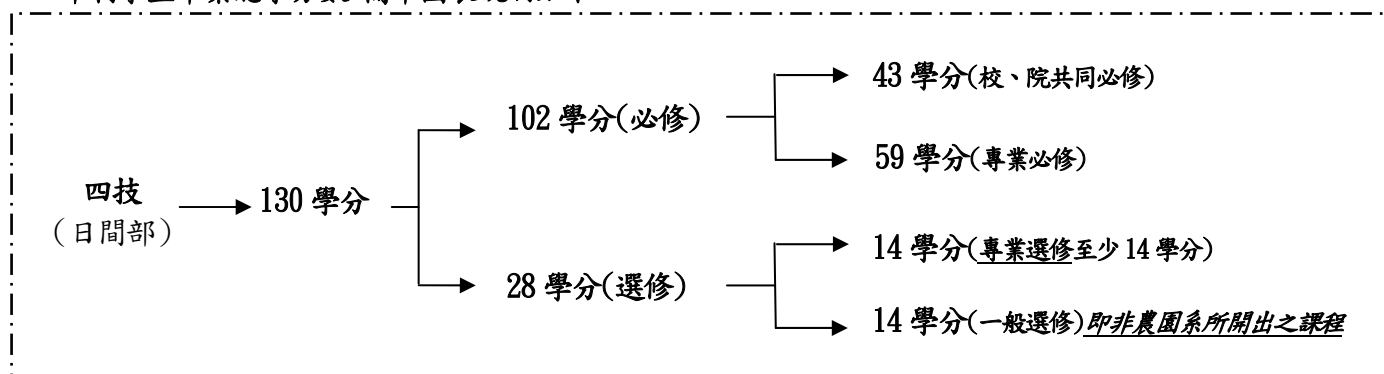 43 學分(校、院共同必修)
102 學分(必修)
59 學分(專業必修)
四技
(日間部)
130 學分
14 學分(專業選修至少 14 學分)
28 學分(選修)
14 學分(一般選修)即非農園系所開出之課程